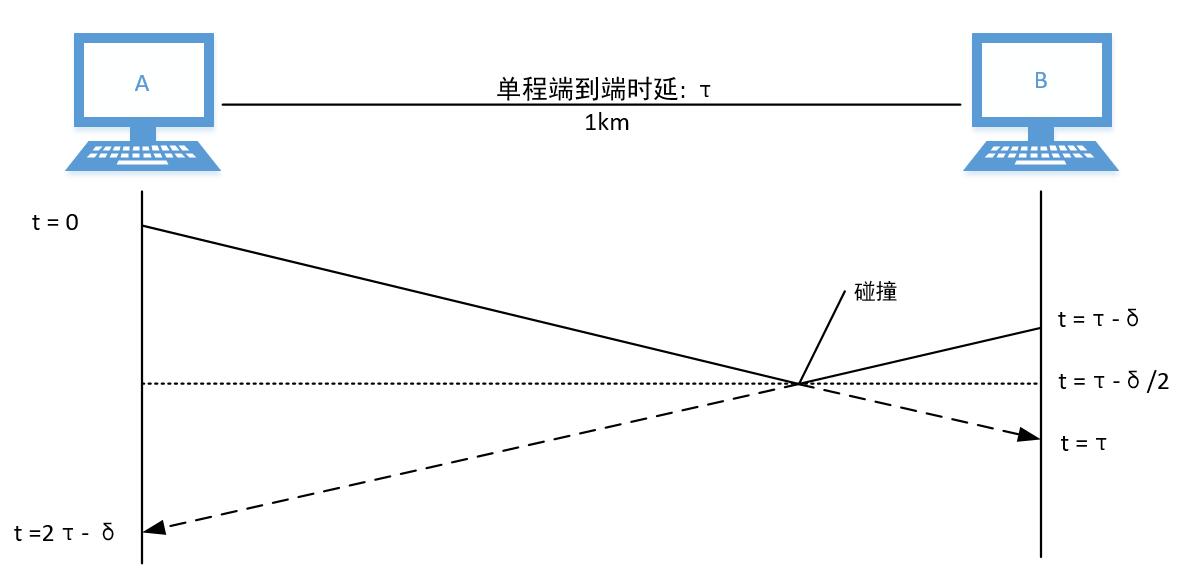 A
B
单程端到端时延: τ
1km
t = 0
碰撞
t = τ - δ
t = τ - δ /2
t = τ
t =2 τ - δ